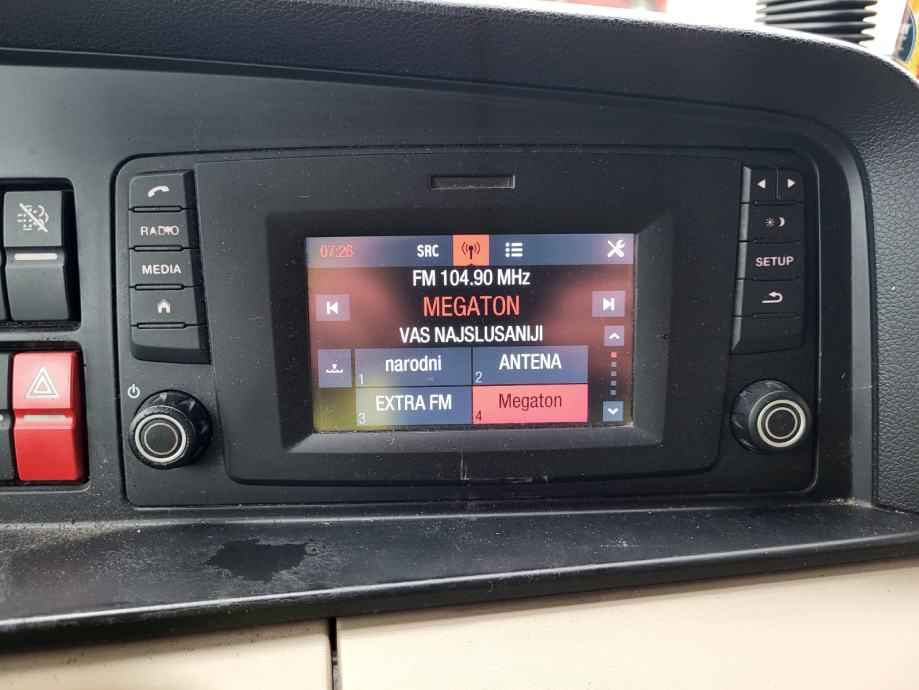 RADIO
MEDIA
SETUP
07:26 SRC
FM 104.90 MHz
MEGATON
VAS NAJSLUSANIJI
narodni
1
ANTENA
2
EXTRA FM
3
Megaton
4